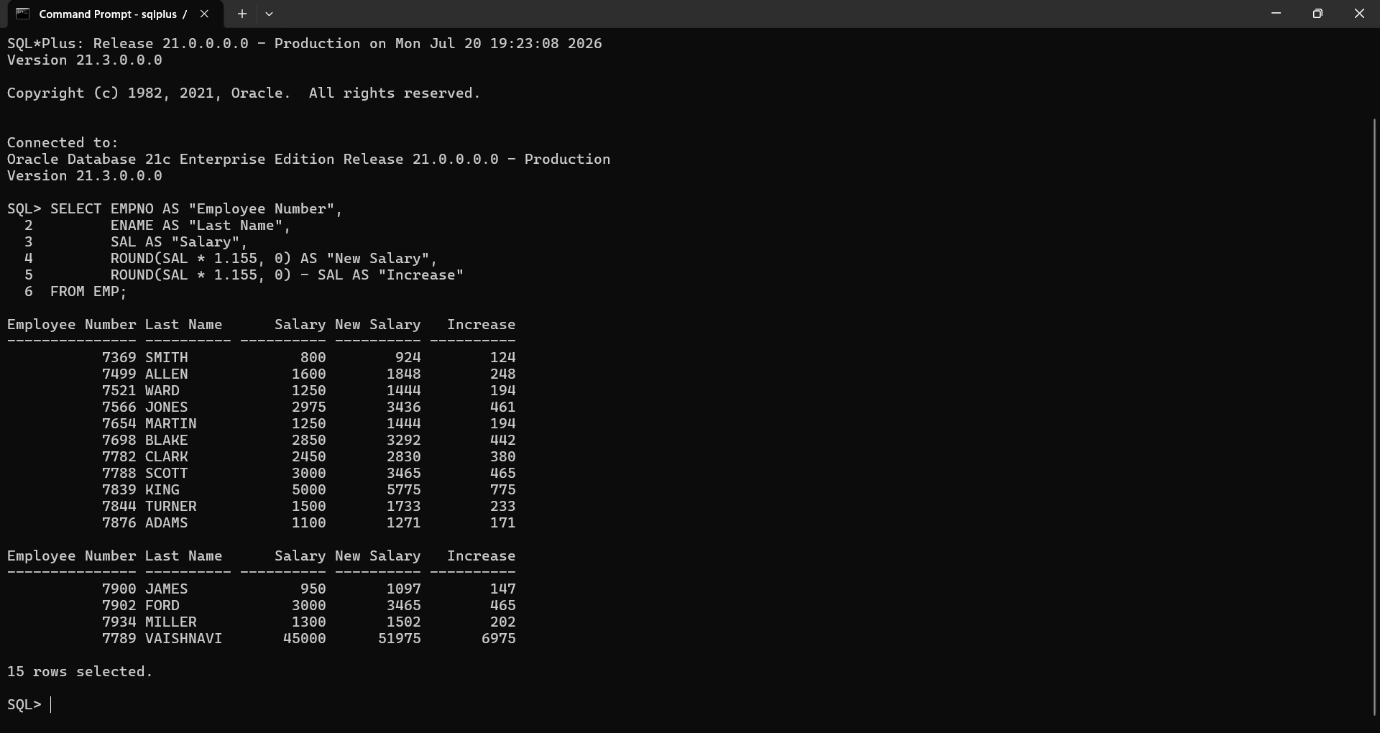 Command Prompt - sqlplus /
SQL*Plus: Release 21.0.0.0.0 - Production on Mon Jul 20 19:23:08 2026
Version 21.3.0.0.0
Copyright (c) 1982, 2021, Oracle.  All rights reserved.
Connected to:
Oracle Database 21c Enterprise Edition Release 21.0.0.0.0 - Production
Version 21.3.0.0.0
SQL> SELECT EMPNO AS "Employee Number",
  2         ENAME AS "Last Name",
  3         SAL AS "Salary",
  4         ROUND(SAL * 1.155, 0) AS "New Salary",
  5         ROUND(SAL * 1.155, 0) - SAL AS "Increase"
  6  FROM EMP;
Employee Number Last Name      Salary New Salary   Increase
--------------- ---------- ---------- ---------- ----------
           7369 SMITH             800        924        124
           7499 ALLEN            1600       1848        248
           7521 WARD             1250       1444        194
           7566 JONES            2975       3436        461
           7654 MARTIN           1250       1444        194
           7698 BLAKE            2850       3292        442
           7782 CLARK            2450       2830        380
           7788 SCOTT            3000       3465        465
           7839 KING             5000       5775        775
           7844 TURNER           1500       1733        233
           7876 ADAMS            1100       1271        171
Employee Number Last Name      Salary New Salary   Increase
--------------- ---------- ---------- ---------- ----------
           7900 JAMES             950       1097        147
           7902 FORD             3000       3465        465
           7934 MILLER           1300       1502        202
           7789 VAISHNAVI       45000      51975       6975
15 rows selected.
SQL>